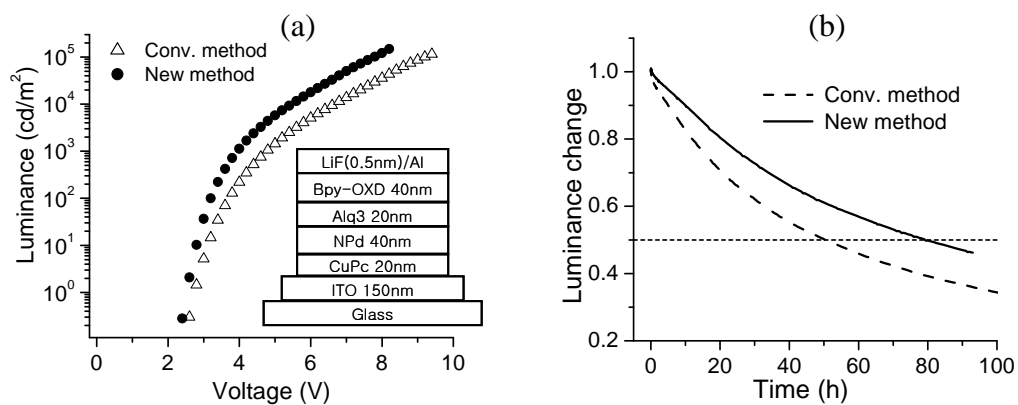 (a)
Luminance (cd/m²)
10⁵
10⁴
10³
10²
10¹
10⁰
Conv. method
New method
LiF(0.5nm)/Al
Bpy-OXD 40nm
Alq3 20nm
NPd 40nm
CuPc 20nm
ITO 150nm
Glass
0 2 4 6 8 10
Voltage (V)
(b)
Luminance change
1.0
0.8
0.6
0.4
0.2
Conv. method
New method
0 20 40 60 80 100
Time (h)